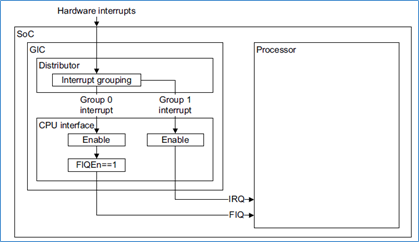 Hardware interrupts
SoC
GIC
Processor
Distributor
Interrupt grouping
Group 0
interrupt
Group 1
interrupt
CPU interface
Enable
Enable
FIQEn==1
IRQ
FIQ